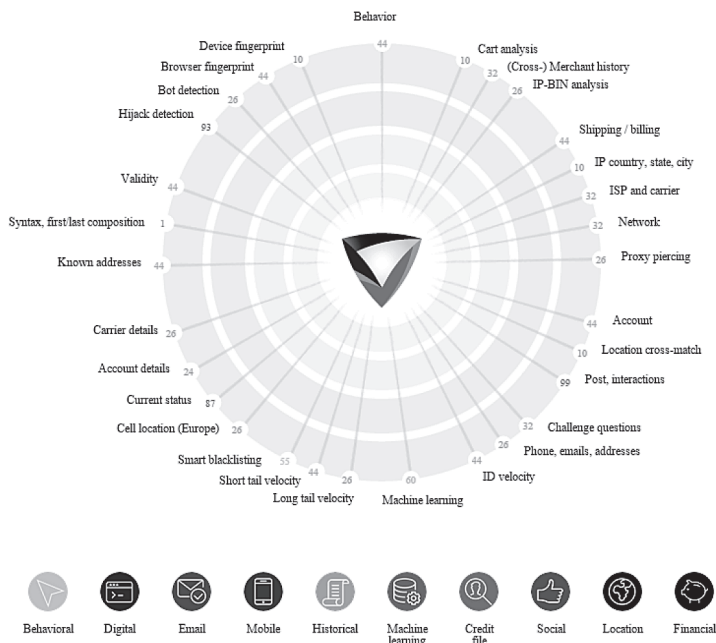 Behavior
44
Device fingerprint
10
Browser fingerprint
44
Bot detection
26
Hijack detection
93
Validity
44
Syntax, first/last composition
1
Known addresses
44
Carrier details
26
Account details
24
Current status
87
Cell location (Europe)
26
Smart blacklisting
55
Short tail velocity
44
Long tail velocity
26
Machine learning
60
ID velocity
44
Phone, emails, addresses
26
Challenge questions
32
Post, interactions
99
Location cross-match
10
Account
44
Proxy piercing
26
Network
32
ISP and carrier
32
IP country, state, city
10
Shipping / billing
44
IP-BIN analysis
26
(Cross-) Merchant history
32
Cart analysis
10
Behavioral
Digital
Email
Mobile
Historical
Machine
learning
Credit
file
Social
Location
Financial